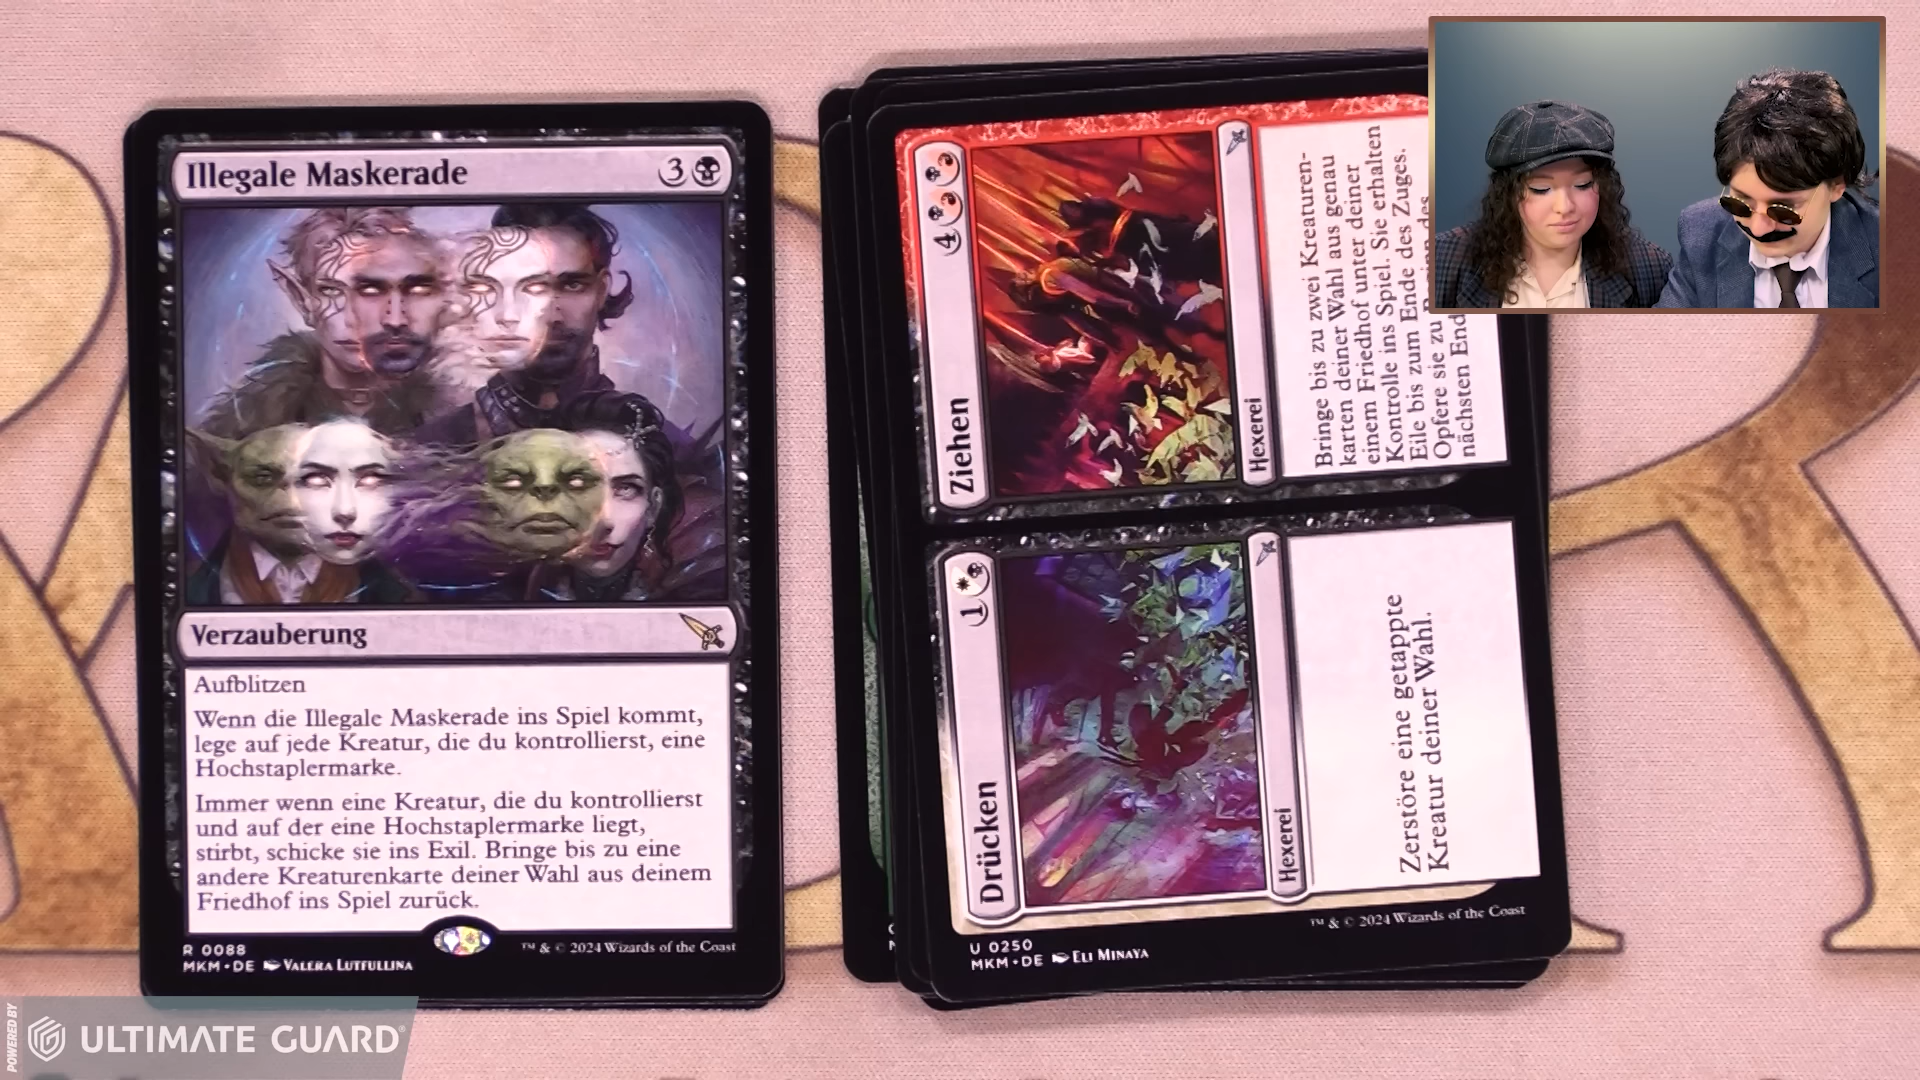 Illegale Maskerade
3
Verzauberung
Aufblitzen
Wenn die Illegale Maskerade ins Spiel kommt,
lege auf jede Kreatur, die du kontrollierst, eine
Hochstaplermarke.
Immer wenn eine Kreatur, die du kontrollierst
und auf der eine Hochstaplermarke liegt,
stirbt, schicke sie ins Exil. Bringe bis zu eine
andere Kreaturenkarte deiner Wahl aus deinem
Friedhof ins Spiel zurück.
R 0088
MKM • DE VALERA LUTFULLINA
™ & © 2024 Wizards of the Coast
Ziehen
4
Hexerei
Bringe bis zu zwei Kreaturen-
karten deiner Wahl aus genau
einem Friedhof unter deiner
Kontrolle ins Spiel. Sie erhalten
Eile bis zum Ende des Zuges.
Opfere sie zu
nächsten End
Drücken
1
Hexerei
Zerstöre eine getappte
Kreatur deiner Wahl.
U 0250
MKM • DE ELI MINAYA
™ & © 2024 Wizards of the Coast
POWERED BY
ULTIMATE GUARD